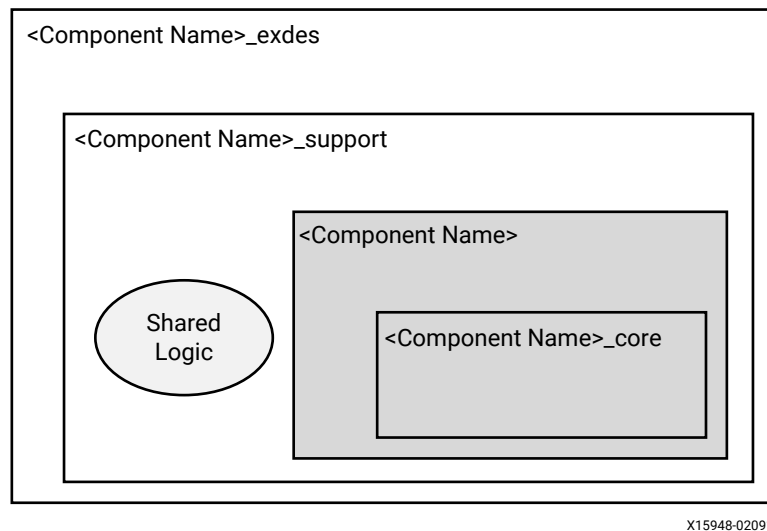 <Component Name>_exdes
<Component Name>_support
<Component Name>
Shared
Logic
<Component Name>_core
X15948-0209